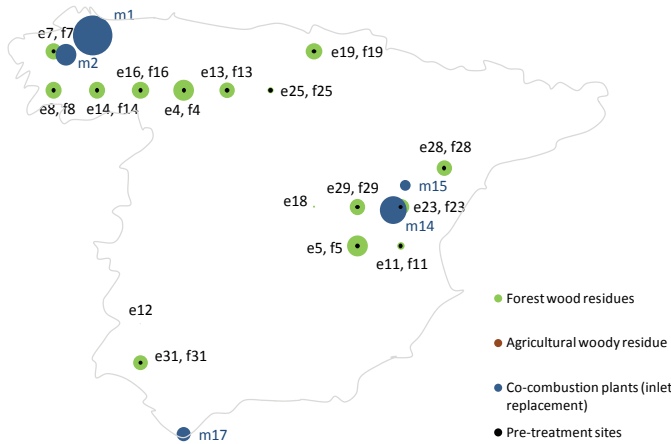 m1
e7, f7
m2
e19, f19
e16, f16
e13, f13
e25, f25
e8, f8
e14, f14
e4, f4
e28, f28
m15
e29, f29
e18
e23, f23
m14
e5, f5
e11, f11
e12
e31, f31
m17
Forest wood residues
Agricultural woody residue
Co-combustion plants (inlet
replacement)
Pre-treatment sites